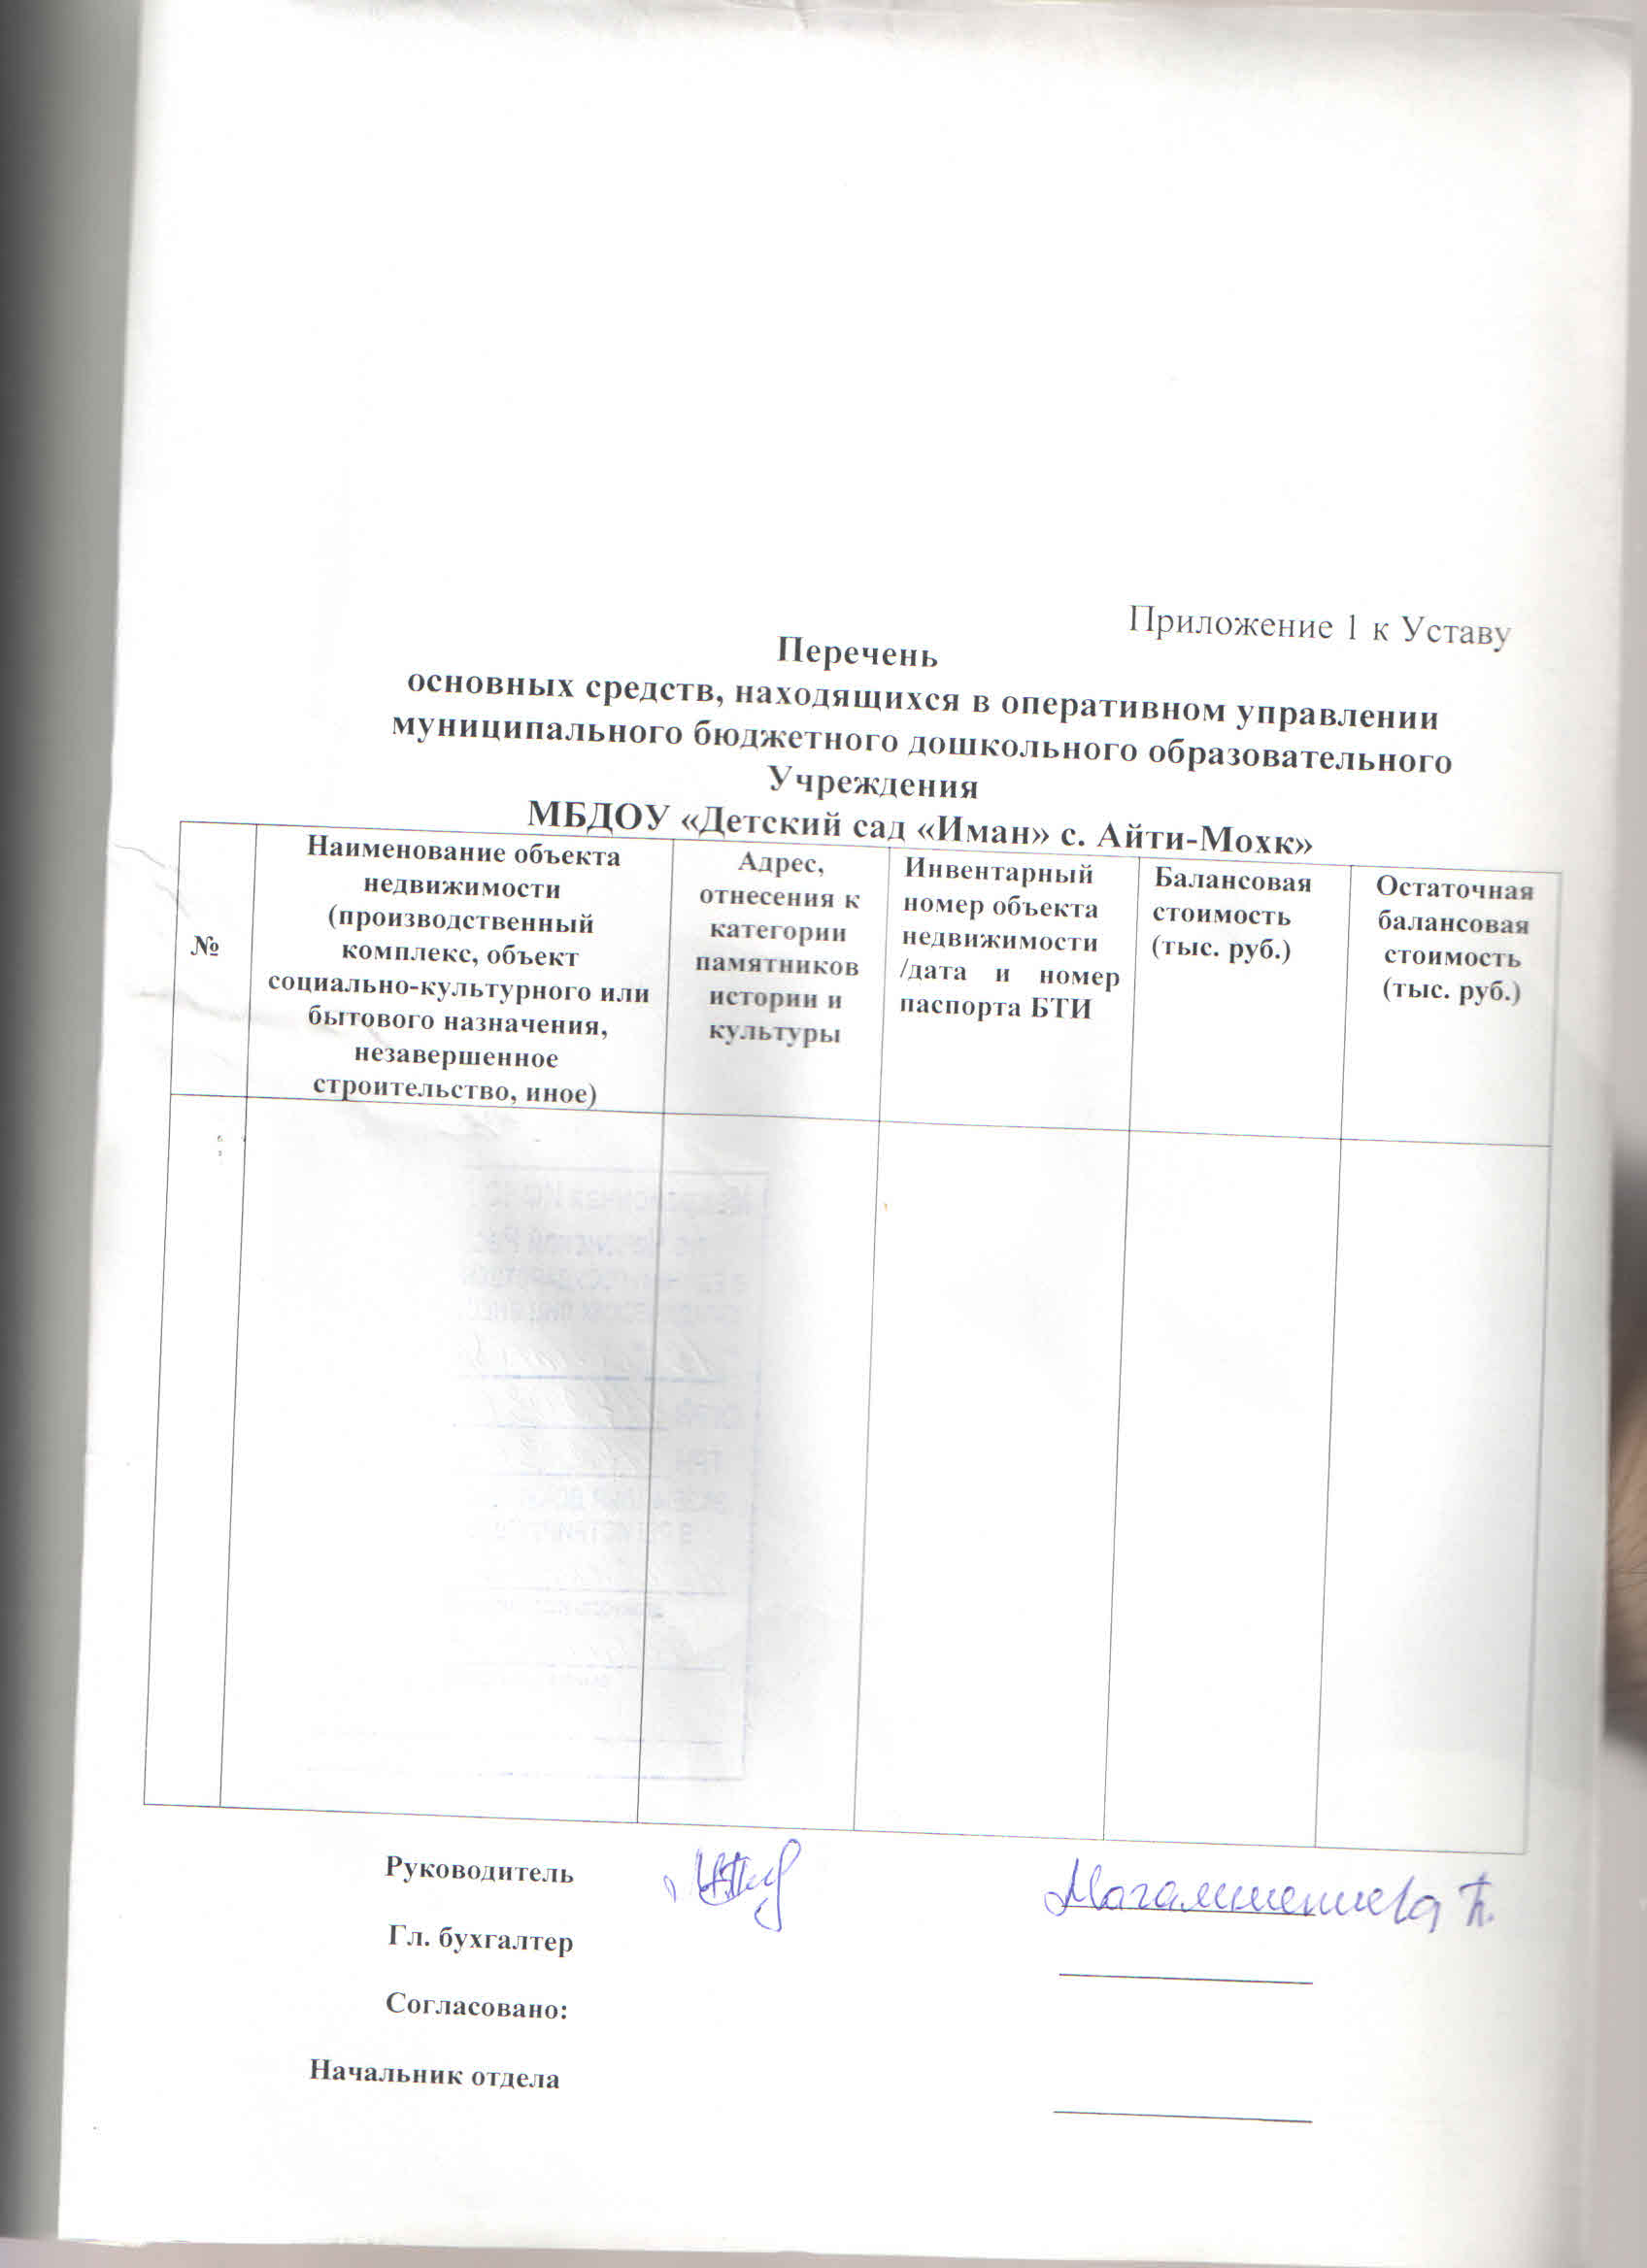 Приложение 1 к Уставу
Перечень
основных средств, находящихся в оперативном управлении
муниципального бюджетного дошкольного образовательного
Учреждения
МБДОУ «Детский сад «Иман» с. Айти-Мохк»
№
Наименование объекта
недвижимости
(производственный
комплекс, объект
социально-культурного или
бытового назначения,
незавершенное
строительство, иное)
Адрес,
отнесения к
категории
памятников
истории и
культуры
Инвентарный
номер объекта
недвижимости
/дата и номер
паспорта БТИ
Балансовая
стоимость
(тыс. руб.)
Остаточная
балансовая
стоимость
(тыс. руб.)
Руководитель
Гл. бухгалтер
Согласовано:
Начальник отдела